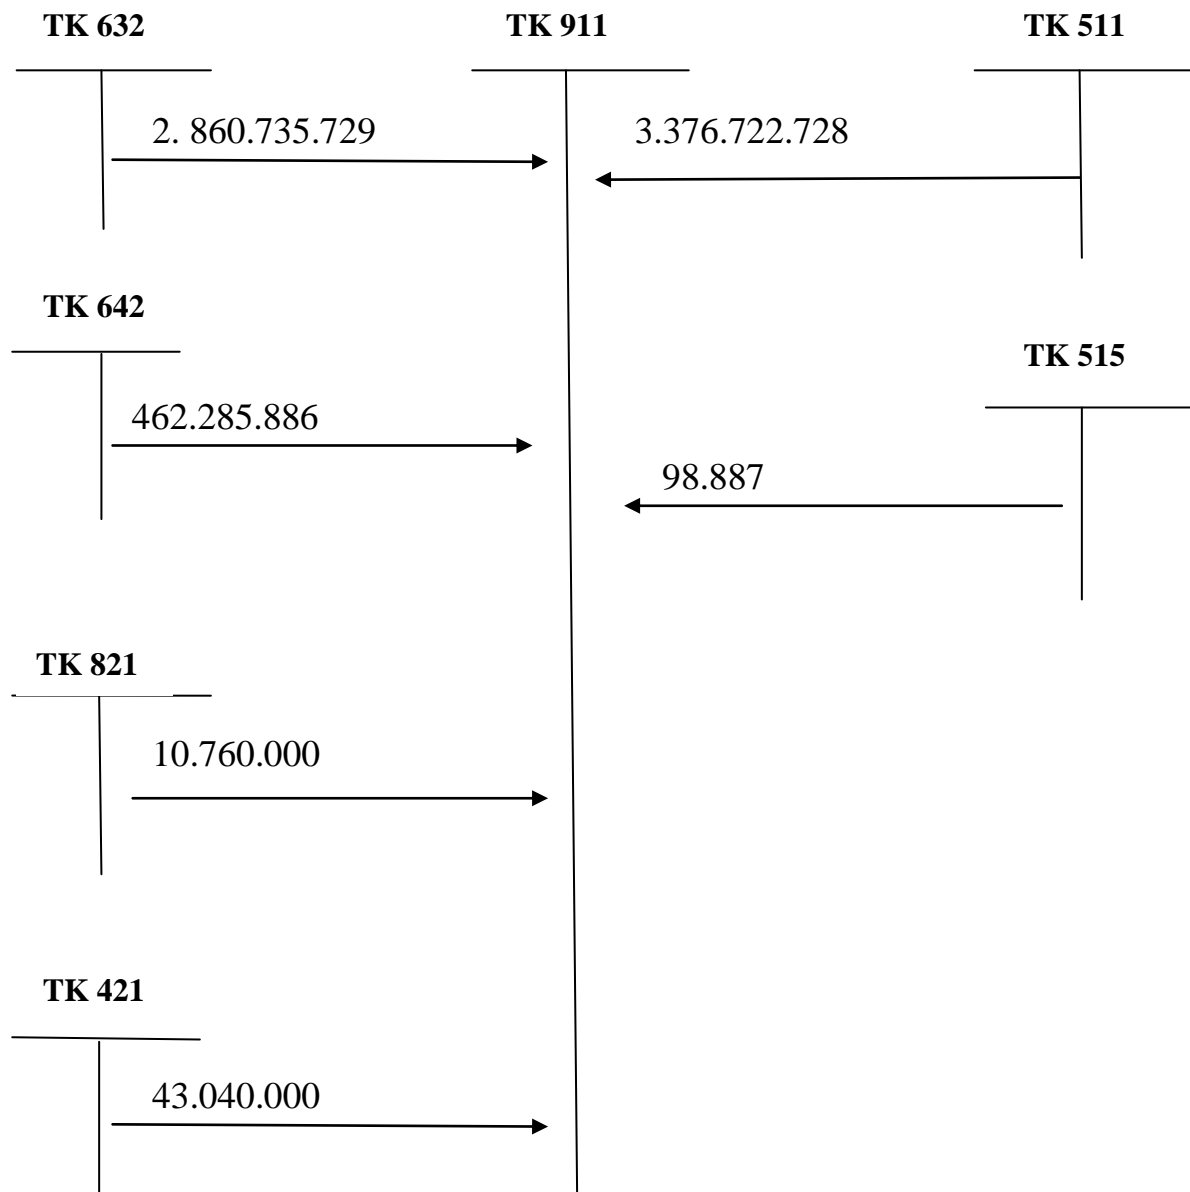 TK 632 TK 911 TK 511
2. 860.735.729 3.376.722.728
TK 642
TK 515
462.285.886
98.887
TK 821
10.760.000
TK 421
43.040.000